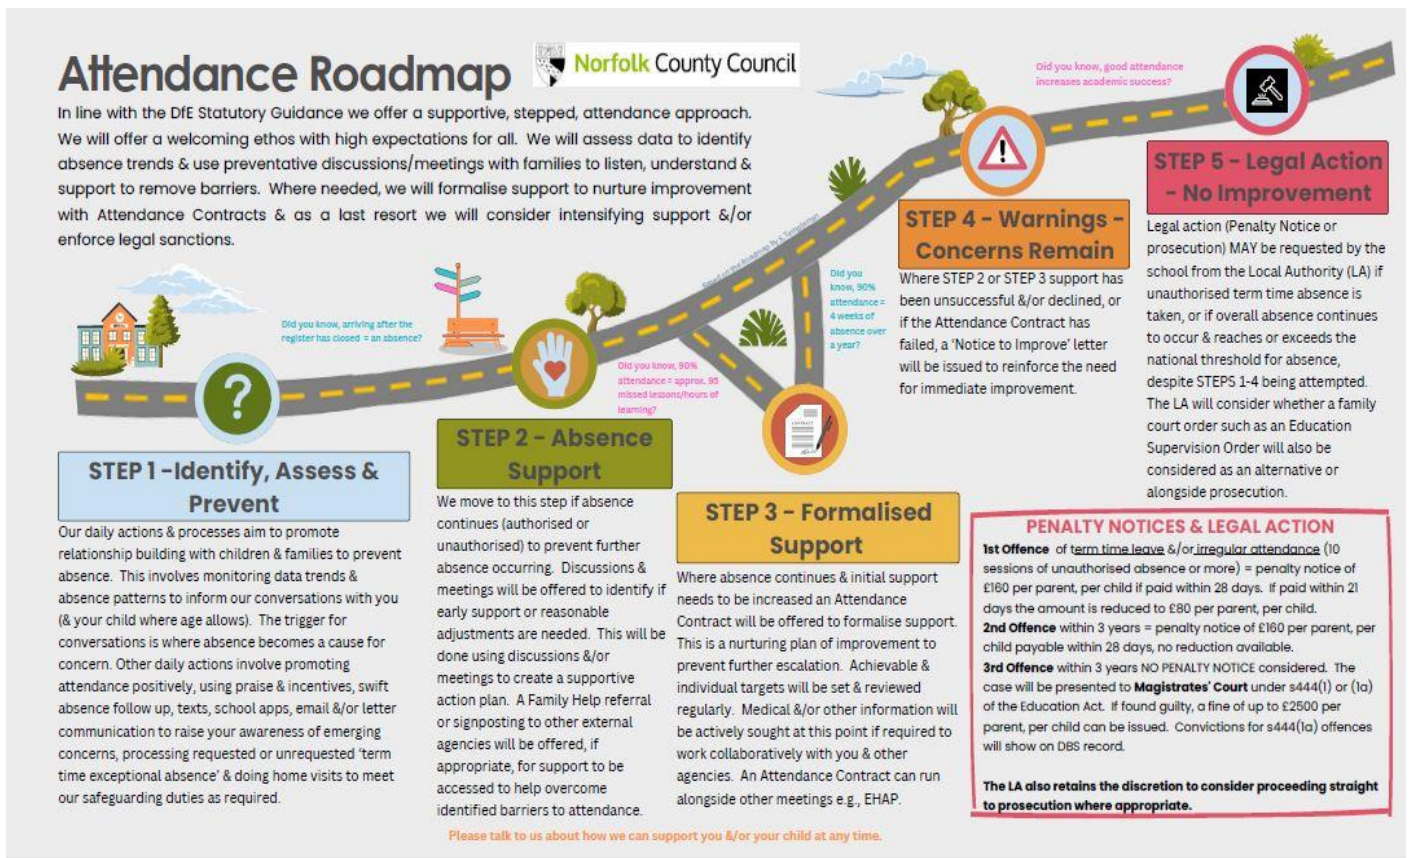 Attendance Roadmap
Norfolk County Council
In line with the DfE Statutory Guidance we offer a supportive, stepped, attendance approach.
We will offer a welcoming ethos with high expectations for all. We will assess data to identify
absence trends & use preventative discussions/meetings with families to listen, understand &
support to remove barriers. Where needed, we will formalise support to nurture improvement
with Attendance Contracts & as a last resort we will consider intensifying support &/or
enforce legal sanctions.
Did you know, arriving after the
register has closed = an absence?
STEP 1 -Identify, Assess &
Prevent
Our daily actions & processes aim to promote
relationship building with children & families to prevent
absence. This involves monitoring data trends &
absence patterns to inform our conversations with you
(& your child where age allows). The trigger for
conversations is where absence becomes a cause for
concern. Other daily actions involve promoting
attendance positively, using praise & incentives, swift
absence follow up, texts, school apps, email &/or letter
communication to raise your awareness of emerging
concerns, processing requested or unrequested 'term
time exceptional absence' & doing home visits to meet
our safeguarding duties as required.
STEP 2 - Absence
Support
We move to this step if absence
continues (authorised or
unauthorised) to prevent further
absence occurring. Discussions &
meetings will be offered to identify if
early support or reasonable
adjustments are needed. This will be
done using discussions &/or
meetings to create a supportive
action plan. A Family Help referral
or signposting to other external
agencies will be offered, if
appropriate, for support to be
accessed to help overcome
identified barriers to attendance.
Did you know, 90%
attendance = approx. 95
missed lessons/hours of
learning?
Based on the Roadmap By S.Templeman
Did you
know, 90%
attendance =
4 weeks of
absence over
a year?
CONTRACT
STEP 3 - Formalised
Support
Where absence continues & initial support
needs to be increased an Attendance
Contract will be offered to formalise support.
This is a nurturing plan of improvement to
prevent further escalation. Achievable &
individual targets will be set & reviewed
regularly. Medical &/or other information will
be actively sought at this point if required to
work collaboratively with you & other
agencies. An Attendance Contract can run
alongside other meetings e.g., EHAP.
STEP 4 - Warnings -
Concerns Remain
Where STEP 2 or STEP 3 support has
been unsuccessful &/or declined, or
if the Attendance Contract has
failed, a 'Notice to Improve' letter
will be issued to reinforce the need
for immediate improvement.
Did you know, good attendance
increases academic success?
STEP 5 - Legal Action
- No Improvement
Legal action (Penalty Notice or
prosecution) MAY be requested by the
school from the Local Authority (LA) if
unauthorised term time absence is
taken, or if overall absence continues
to occur & reaches or exceeds the
national threshold for absence,
despite STEPS 1-4 being attempted.
The LA will consider whether a family
court order such as an Education
Supervision Order will also be
considered as an alternative or
alongside prosecution.
PENALTY NOTICES & LEGAL ACTION
1st Offence of term time leave &/or irregular attendance (10
sessions of unauthorised absence or more) = penalty notice of
£160 per parent, per child if paid within 28 days. If paid within 21
days the amount is reduced to £80 per parent, per child.
2nd Offence within 3 years = penalty notice of £160 per parent, per
child payable within 28 days, no reduction available.
3rd Offence within 3 years NO PENALTY NOTICE considered. The
case will be presented to Magistrates' Court under s444(1) or (1a)
of the Education Act. If found guilty, a fine of up to £2500 per
parent, per child can be issued. Convictions for s444(1a) offences
will show on DBS record.
The LA also retains the discretion to consider proceeding straight
to prosecution where appropriate.
Please talk to us about how we can support you &/or your child at any time.